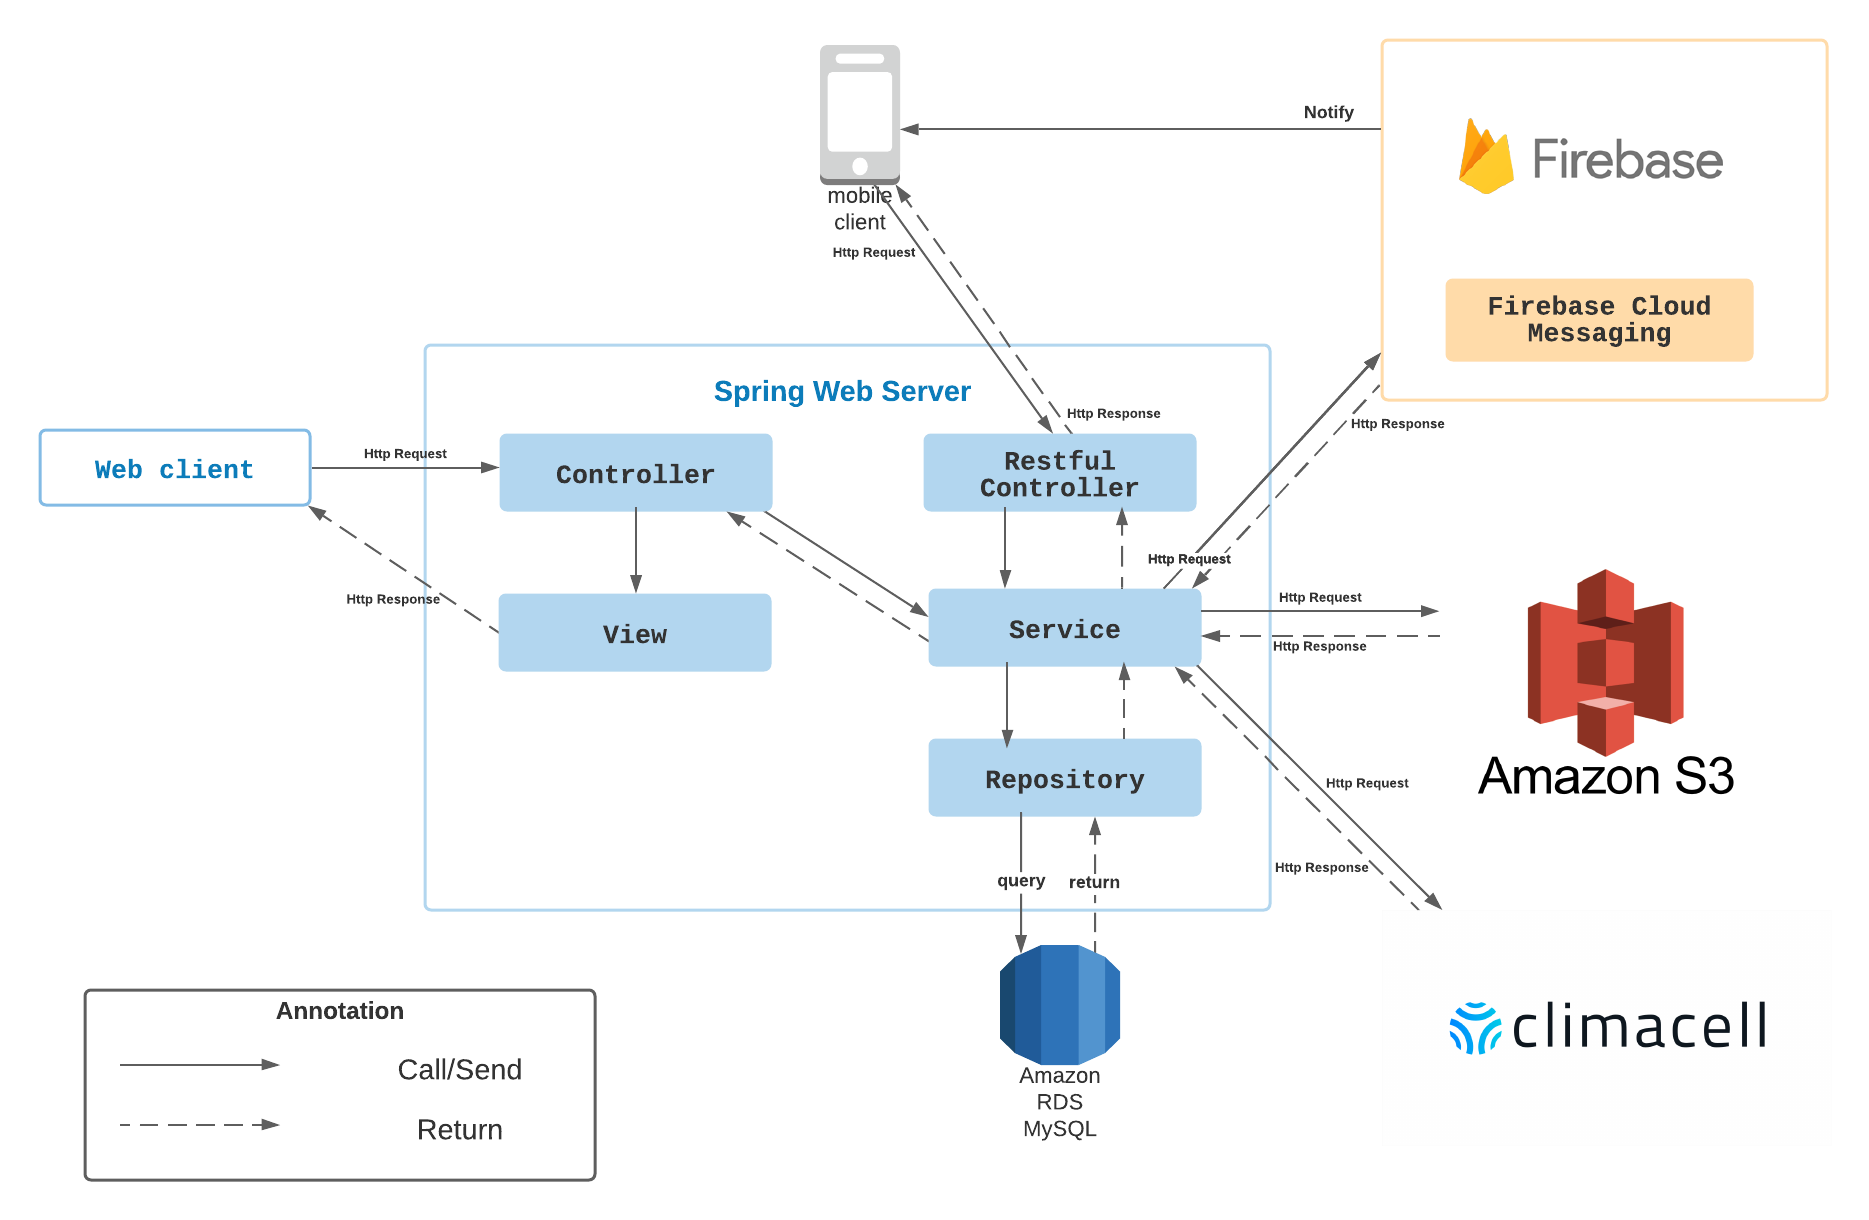 Notify
Firebase
mobile
client
Http Request
Firebase Cloud
Messaging
Spring Web Server
Http Response
Http Response
Web client
Http Request
Controller
Restful
Controller
Http Request
Http Response
View
Service
Http Request
Http Response
Repository
Amazon S3
Http Request
Http Response
query
return
Annotation
Call/Send
Return
Amazon
RDS
MySQL
climacell